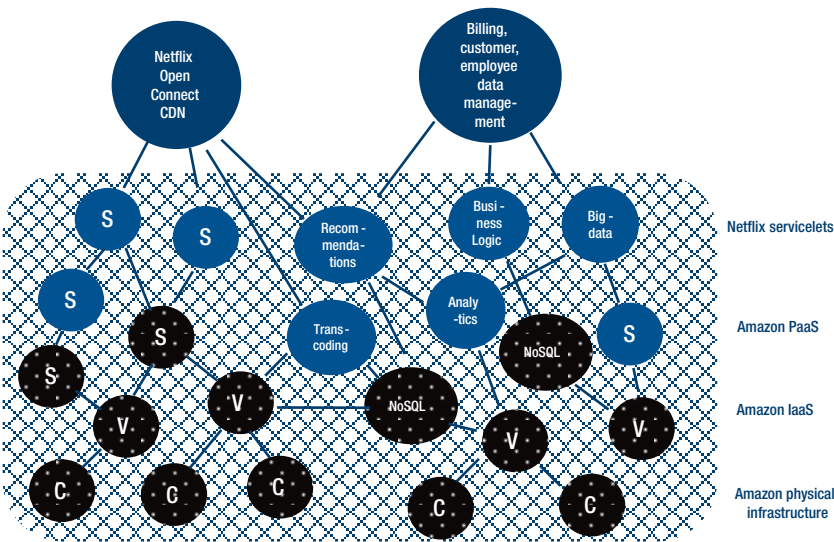 Netflix
Open
Connect
CDN
Billing,
customer,
employee
data
manage-
ment
S
S
Recom-
menda-
tions
Busi-
ness
Logic
Big-
data
Netflix servicelets
S
S
Trans-
coding
Analy
-tics
NoSQL
S
Amazon PaaS
S
V
V
NoSQL
V
V
Amazon IaaS
C
C
C
C
C
Amazon physical
infrastructure